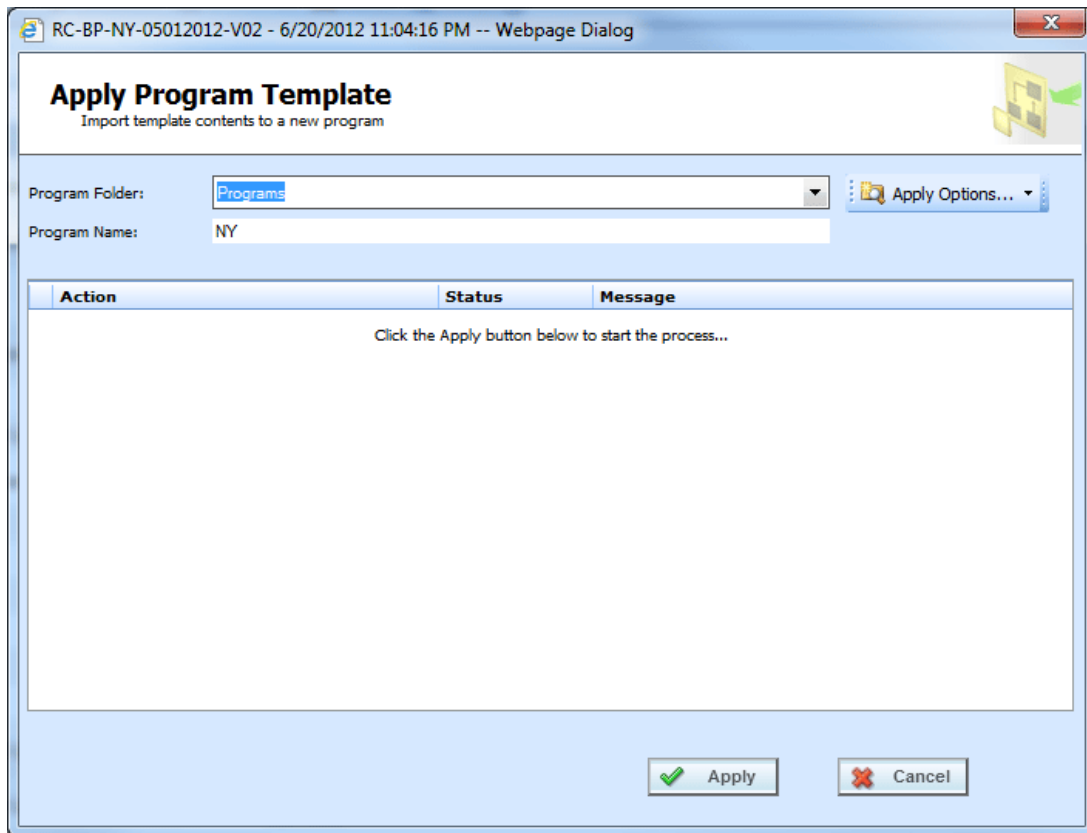 RC-BP-NY-05012012-V02 - 6/20/2012 11:04:16 PM -- Webpage Dialog
Apply Program Template
Import template contents to a new program
Program Folder: Programs Apply Options...
Program Name: NY
Action Status Message
Click the Apply button below to start the process...
Apply Cancel